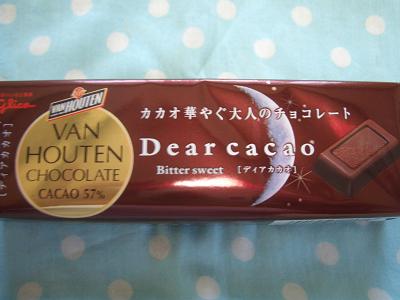 Glico
VAN HOUTEN
VAN
HOUTEN
CHOCOLATE
CACAO 57%
カカオ華やぐ大人のチョコレート
Dear cacao
Bitter sweet [ディアカカオ]